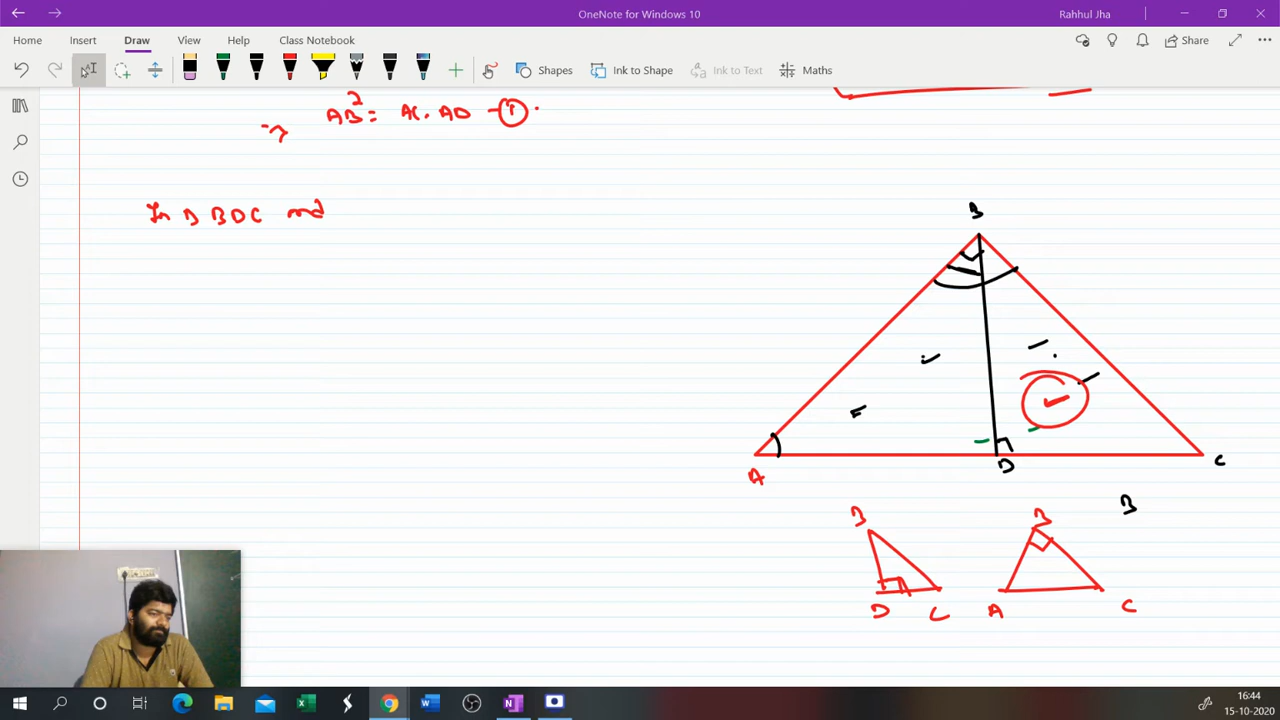 OneNote for Windows 10
Rahhul Jha
Home Insert Draw View Help Class Notebook
Share
Shapes Ink to Shape Ink to Text Maths
⇒ AB² = AC. AD —①
In Δ BDC and
B
A
D
C
B
B
B
D C A C
16:44
15-10-2020